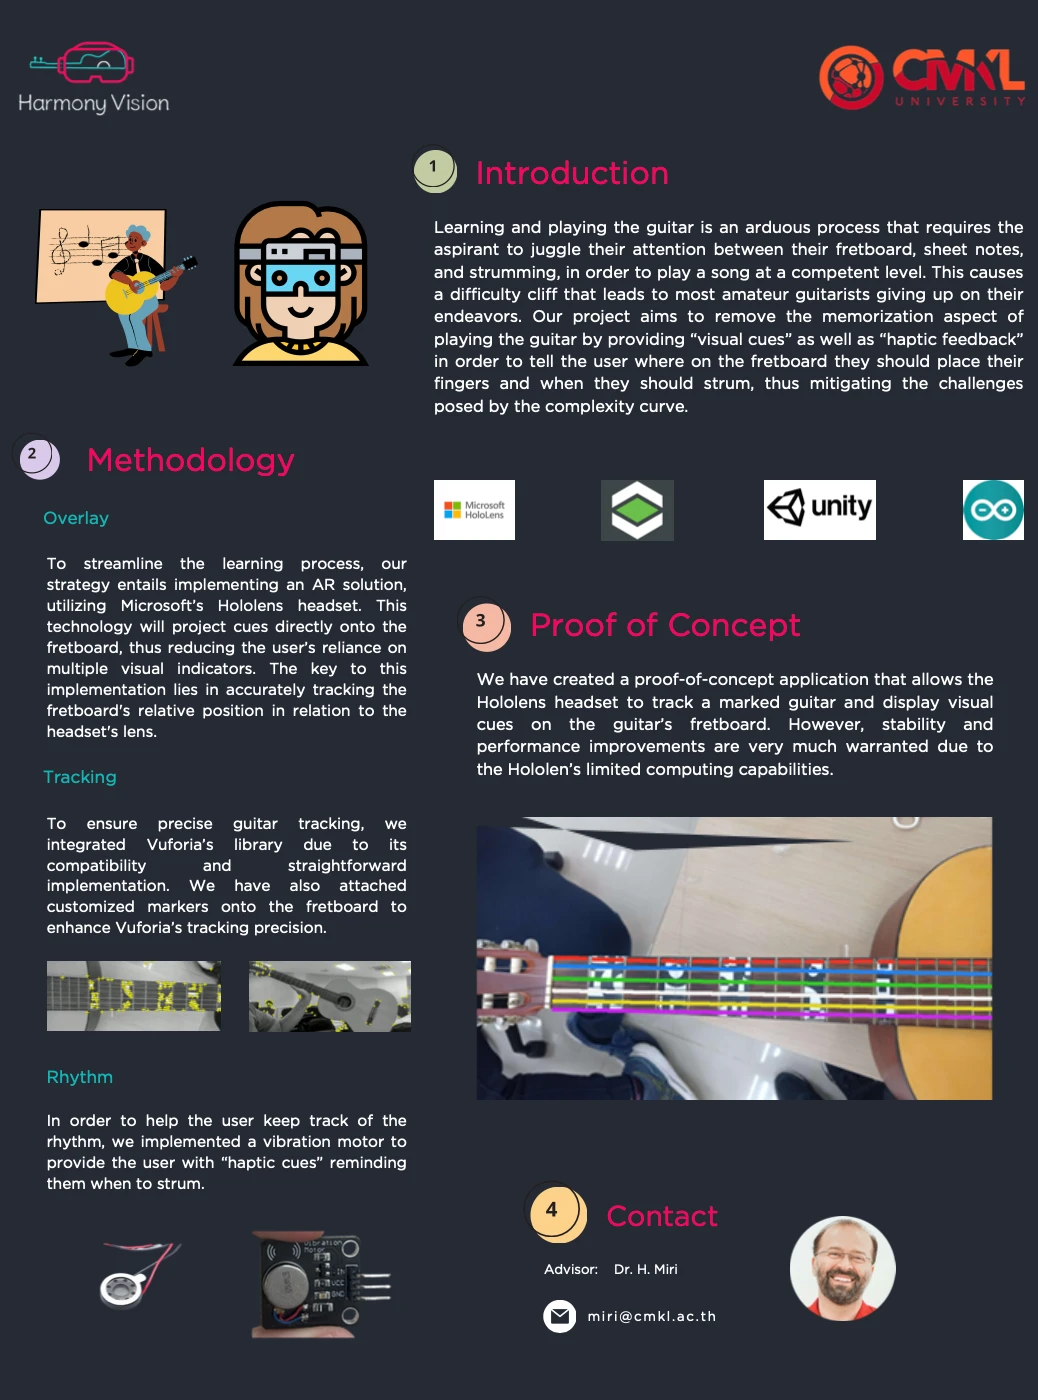 Harmony Vision
CMKL
UNIVERSITY
1
Introduction
Learning and playing the guitar is an arduous process that requires the
aspirant to juggle their attention between their fretboard, sheet notes,
and strumming, in order to play a song at a competent level. This causes
a difficulty cliff that leads to most amateur guitarists giving up on their
endeavors. Our project aims to remove the memorization aspect of
playing the guitar by providing “visual cues” as well as “haptic feedback”
in order to tell the user where on the fretboard they should place their
fingers and when they should strum, thus mitigating the challenges
posed by the complexity curve.
Microsoft
HoloLens
unity
2
Methodology
Overlay
To streamline the learning process, our
strategy entails implementing an AR solution,
utilizing Microsoft’s Hololens headset. This
technology will project cues directly onto the
fretboard, thus reducing the user’s reliance on
multiple visual indicators. The key to this
implementation lies in accurately tracking the
fretboard's relative position in relation to the
headset's lens.
Tracking
To ensure precise guitar tracking, we
integrated Vuforia’s library due to its
compatibility and straightforward
implementation. We have also attached
customized markers onto the fretboard to
enhance Vuforia’s tracking precision.
Rhythm
In order to help the user keep track of the
rhythm, we implemented a vibration motor to
provide the user with “haptic cues” reminding
them when to strum.
Vibration
Motor
IN
VCC
GND
3
Proof of Concept
We have created a proof-of-concept application that allows the
Hololens headset to track a marked guitar and display visual
cues on the guitar’s fretboard. However, stability and
performance improvements are very much warranted due to
the Hololen’s limited computing capabilities.
4
Contact
Advisor: Dr. H. Miri
miri@cmkl.ac.th